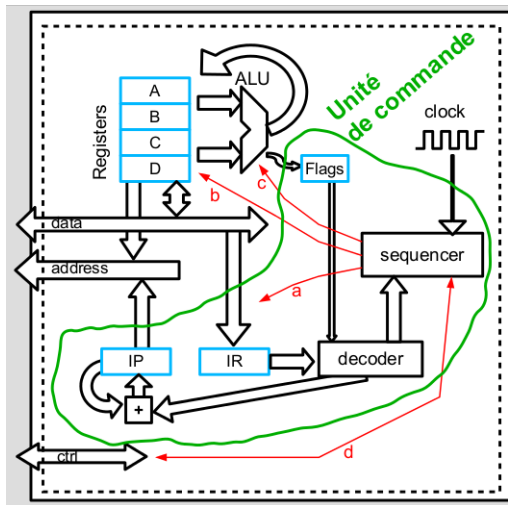 ALU
Unité
de commande
clock
Registers
A
B
C
D
Flags
c
b
data
sequencer
address
a
IP
IR
decoder
+
ctrl
d